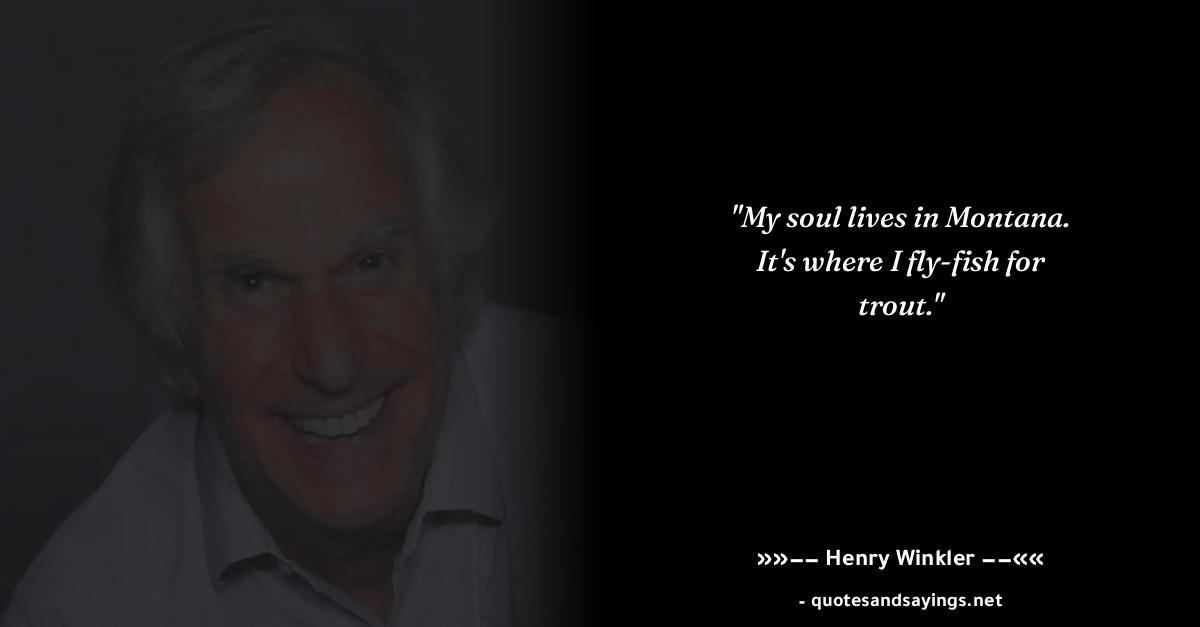 "My soul lives in Montana.
It's where I fly-fish for
trout."
»»−− Henry Winkler −−««
- quotesandsayings.net